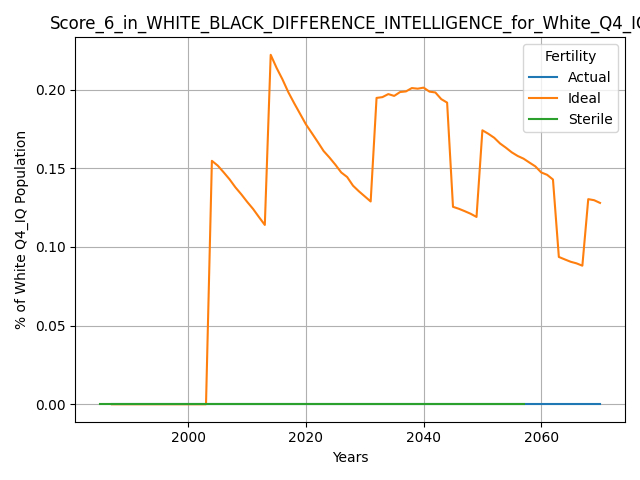 Score_6_in_WHITE_BLACK_DIFFERENCE_INTELLIGENCE_for_White_Q4_IQ
Fertility
Actual
Ideal
Sterile
% of White Q4_IQ Population
0.20
0.15
0.10
0.05
0.00
2000 2020 2040 2060
Years